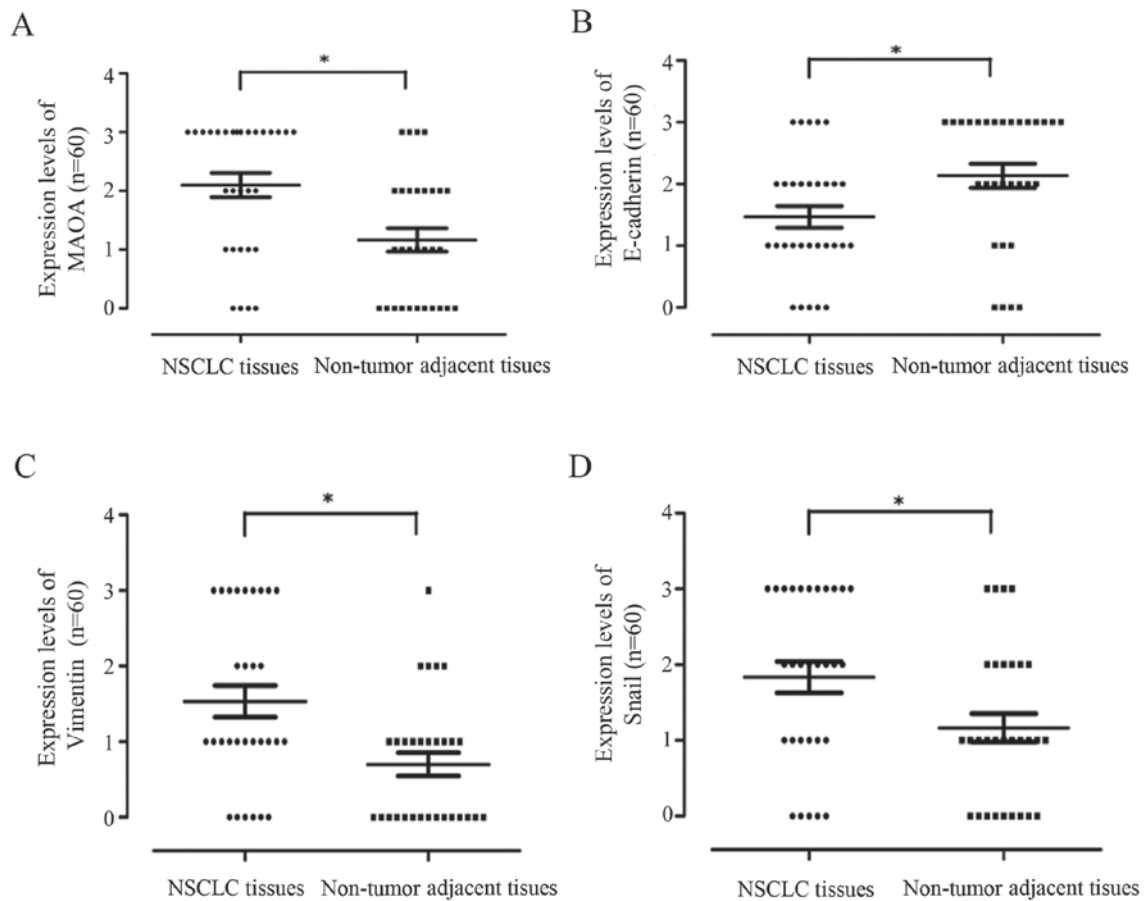 A
Expression levels of
MAOA (n=60)
4
3
2
1
0
*
NSCLC tissues
Non-tumor adjacent tisues
B
Expression levels of
E-cadherin (n=60)
4
3
2
1
0
*
NSCLC tissues
Non-tumor adjacent tisues
C
Expression levels of
Vimentin (n=60)
4
3
2
1
0
*
NSCLC tissues
Non-tumor adjacent tisues
D
Expression levels of
Snail (n=60)
4
3
2
1
0
*
NSCLC tissues
Non-tumor adjacent tisues